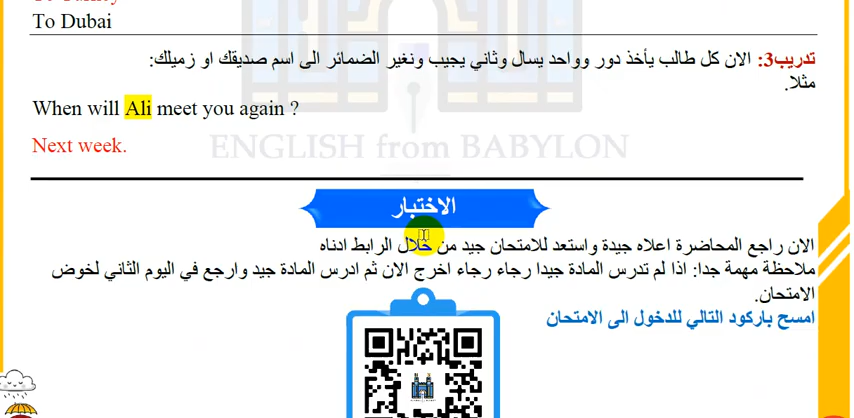 To Turkey
To Dubai
تدريب3: الان كل طالب يأخذ دور وواحد يسال وثاني يجيب ونغير الضمائر الى اسم صديقك او زميلك:
مثلا.
When will Ali meet you again ?
Next week.
ENGLISH from BABYLON
الاختبار
الان راجع المحاضرة اعلاه جيدة واستعد للامتحان جيد من خلال الرابط ادناه
ملاحظة مهمة جدا: اذا لم تدرس المادة جيدا رجاء رجاء اخرج الان ثم ادرس المادة جيد وارجع في اليوم الثاني لخوض
الامتحان.
امسح باركود التالي للدخول الى الامتحان